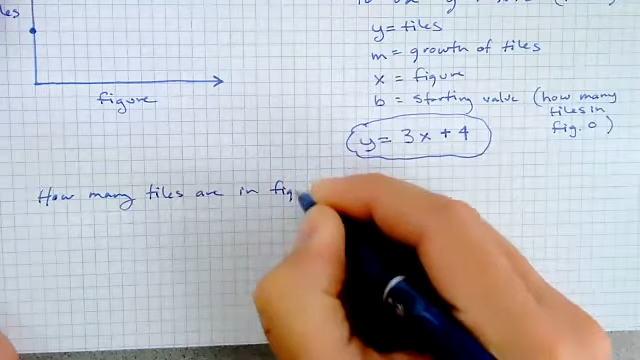 figure
y = tiles
m = growth of tiles
x = figure
b = starting value (how many
tiles in
fig. 0)
y = 3x + 4
How many tiles are in fig